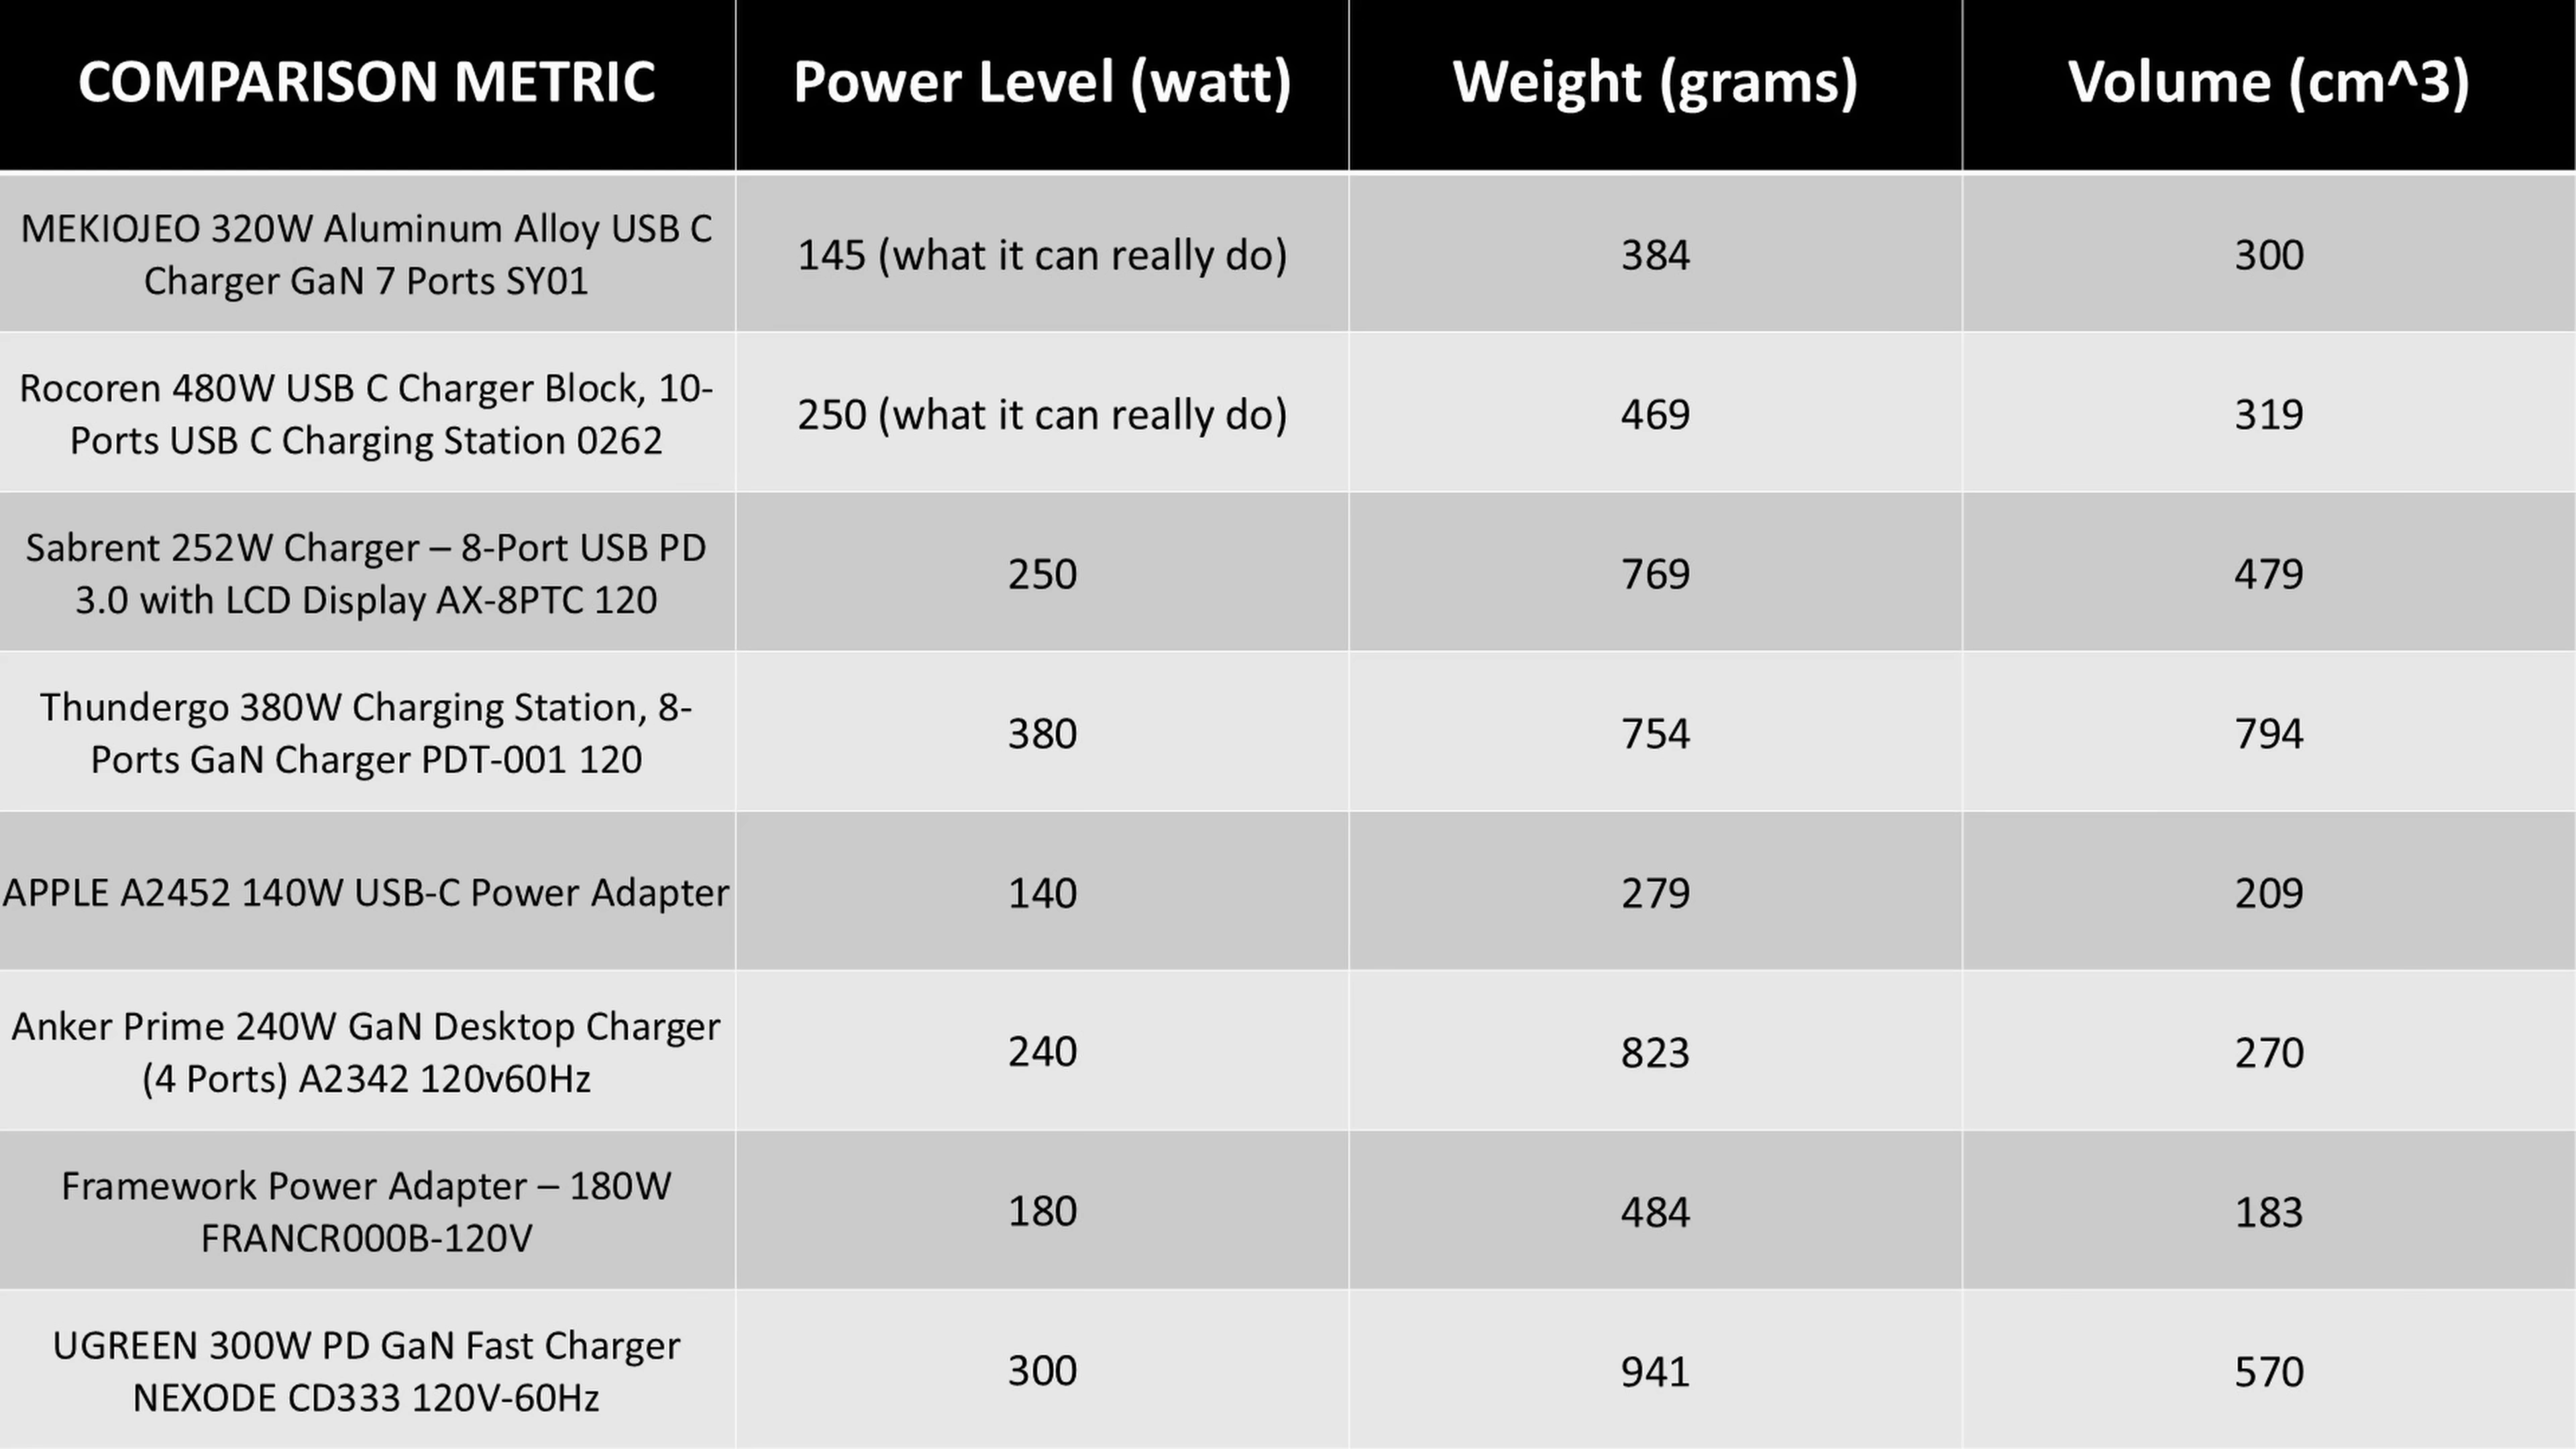 COMPARISON METRIC Power Level (watt) Weight (grams) Volume (cm^3)
MEKIOJEO 320W Aluminum Alloy USB C
Charger GaN 7 Ports SY01
145 (what it can really do) 384 300
Rocoren 480W USB C Charger Block, 10-
Ports USB C Charging Station 0262
250 (what it can really do) 469 319
Sabrent 252W Charger – 8-Port USB PD
3.0 with LCD Display AX-8PTC 120
250 769 479
Thundergo 380W Charging Station, 8-
Ports GaN Charger PDT-001 120
380 754 794
APPLE A2452 140W USB-C Power Adapter 140 279 209
Anker Prime 240W GaN Desktop Charger
(4 Ports) A2342 120v60Hz
240 823 270
Framework Power Adapter – 180W
FRANCR000B-120V
180 484 183
UGREEN 300W PD GaN Fast Charger
NEXODE CD333 120V-60Hz
300 941 570